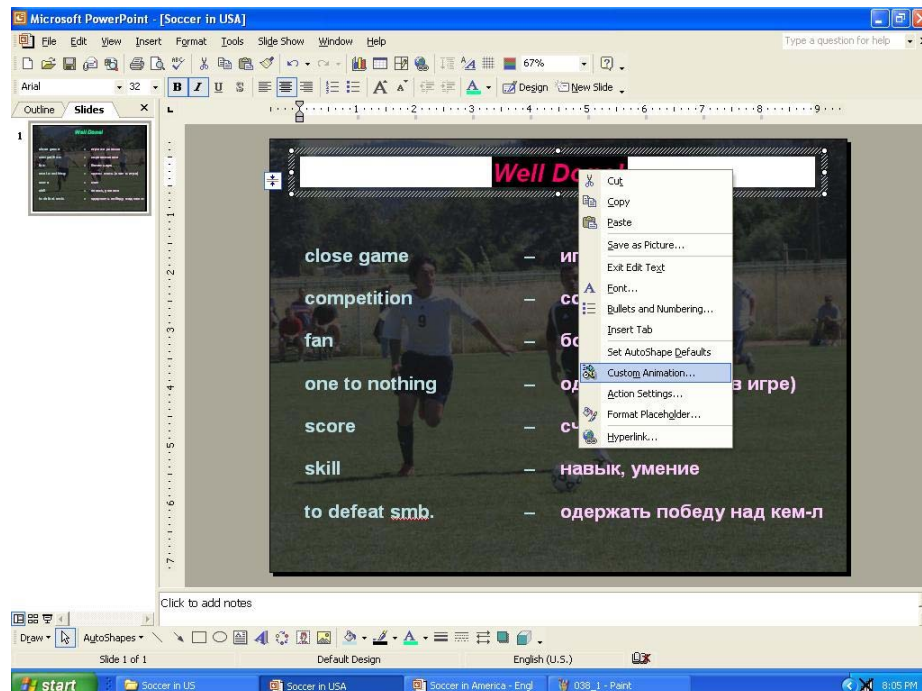 Microsoft PowerPoint - [Soccer in USA]
File Edit View Insert Format Tools Slide Show Window Help
Type a question for help
67%
Arial 32 B I U S Design New Slide
Outline Slides
1
Well Done!
Well Do
Cut
Copy
Paste
Save as Picture...
Exit Edit Text
Font...
Bullets and Numbering...
Insert Tab
Set AutoShape Defaults
Custom Animation...
Action Settings...
Format Placeholder...
Hyperlink...
close game –
competition –
fan –
one to nothing – в игре)
score –
skill – навык, умение
to defeat smb. – одержать победу над кем-л
Click to add notes
Draw AutoShapes
Slide 1 of 1 Default Design English (U.S.)
start Soccer in US Soccer in USA Soccer in America - Engl 038_1 - Paint 8:05 PM